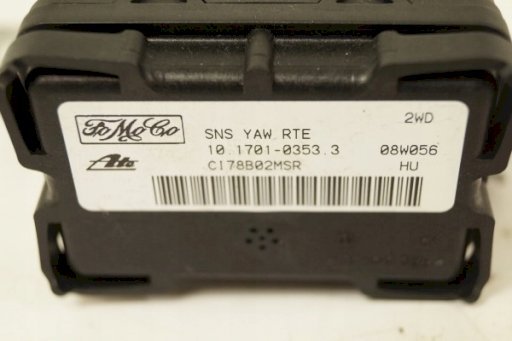 FoMoCo
SNS YAW RTE
2WD
Ate
10.1701-0353.3
08W056
C178B02MSR
HU